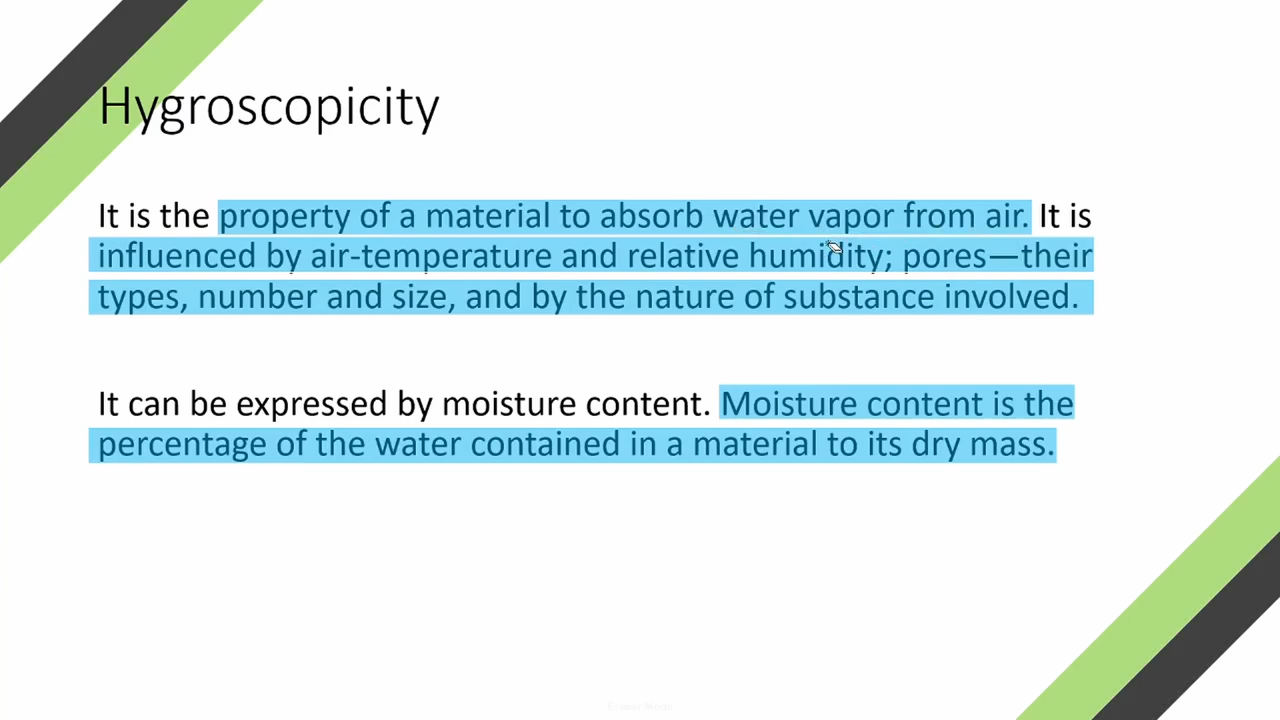 Hygroscopicity
It is the property of a material to absorb water vapor from air. It is
influenced by air-temperature and relative humidity; pores—their
types, number and size, and by the nature of substance involved.
It can be expressed by moisture content. Moisture content is the
percentage of the water contained in a material to its dry mass.